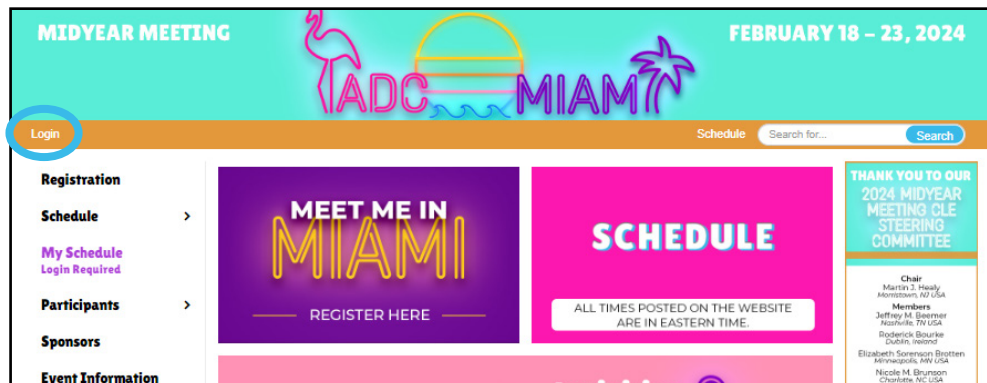 MIDYEAR MEETING
ADC MIAMI
FEBRUARY 18 – 23, 2024
Login
Schedule
Search for...
Search
Registration
Schedule
My Schedule
Login Required
Participants
Sponsors
Event Information
MEET ME IN
MIAMI
REGISTER HERE
SCHEDULE
ALL TIMES POSTED ON THE WEBSITE
ARE IN EASTERN TIME.
THANK YOU TO OUR
2024 MIDYEAR
MEETING CLE
STEERING
COMMITTEE
Chair
Martin J. Healy
Morristown, NJ USA
Members
Jeffrey M. Beemer
Nashville, TN USA
Roderick Bourke
Dublin, Ireland
Elizabeth Sorenson Brotten
Minneapolis, MN USA
Nicole M. Brunson
Charlotte, NC USA